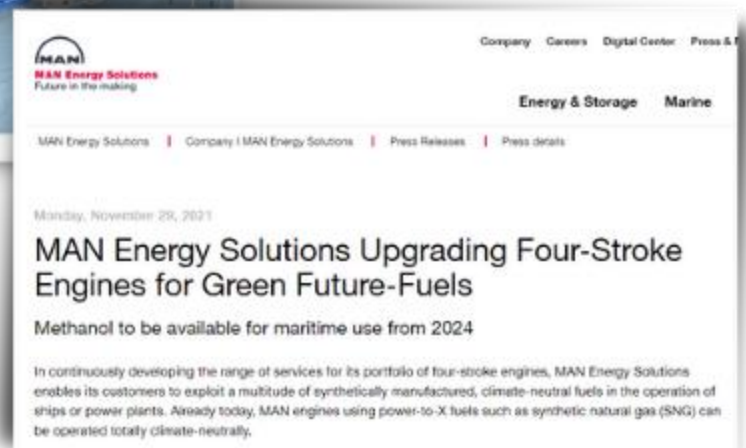 Company Careers Digital Center Press &
MAN
MAN Energy Solutions
Future in the making
Energy & Storage Marine
MAN Energy Solutions | Company | MAN Energy Solutions | Press Releases | Press details
Monday, November 29, 2021
MAN Energy Solutions Upgrading Four-Stroke
Engines for Green Future-Fuels
Methanol to be available for maritime use from 2024
In continuously developing the range of services for its portfolio of four-stroke engines, MAN Energy Solutions
enables its customers to exploit a multitude of synthetically manufactured, climate-neutral fuels in the operation of
ships or power plants. Already today, MAN engines using power-to-X fuels such as synthetic natural gas (SNG) can
be operated totally climate-neutrally.